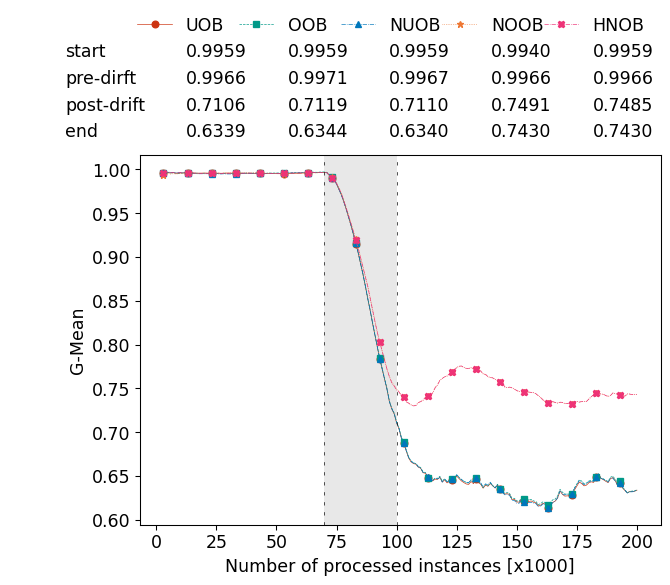 UOB OOB NUOB NOOB HNOB
start 0.9959 0.9959 0.9959 0.9940 0.9959
pre-dirft 0.9966 0.9971 0.9967 0.9966 0.9966
post-drift 0.7106 0.7119 0.7110 0.7491 0.7485
end 0.6339 0.6344 0.6340 0.7430 0.7430
1.00
0.95
0.90
0.85
0.80
0.75
0.70
0.65
0.60
G-Mean
0 25 50 75 100 125 150 175 200
Number of processed instances [x1000]